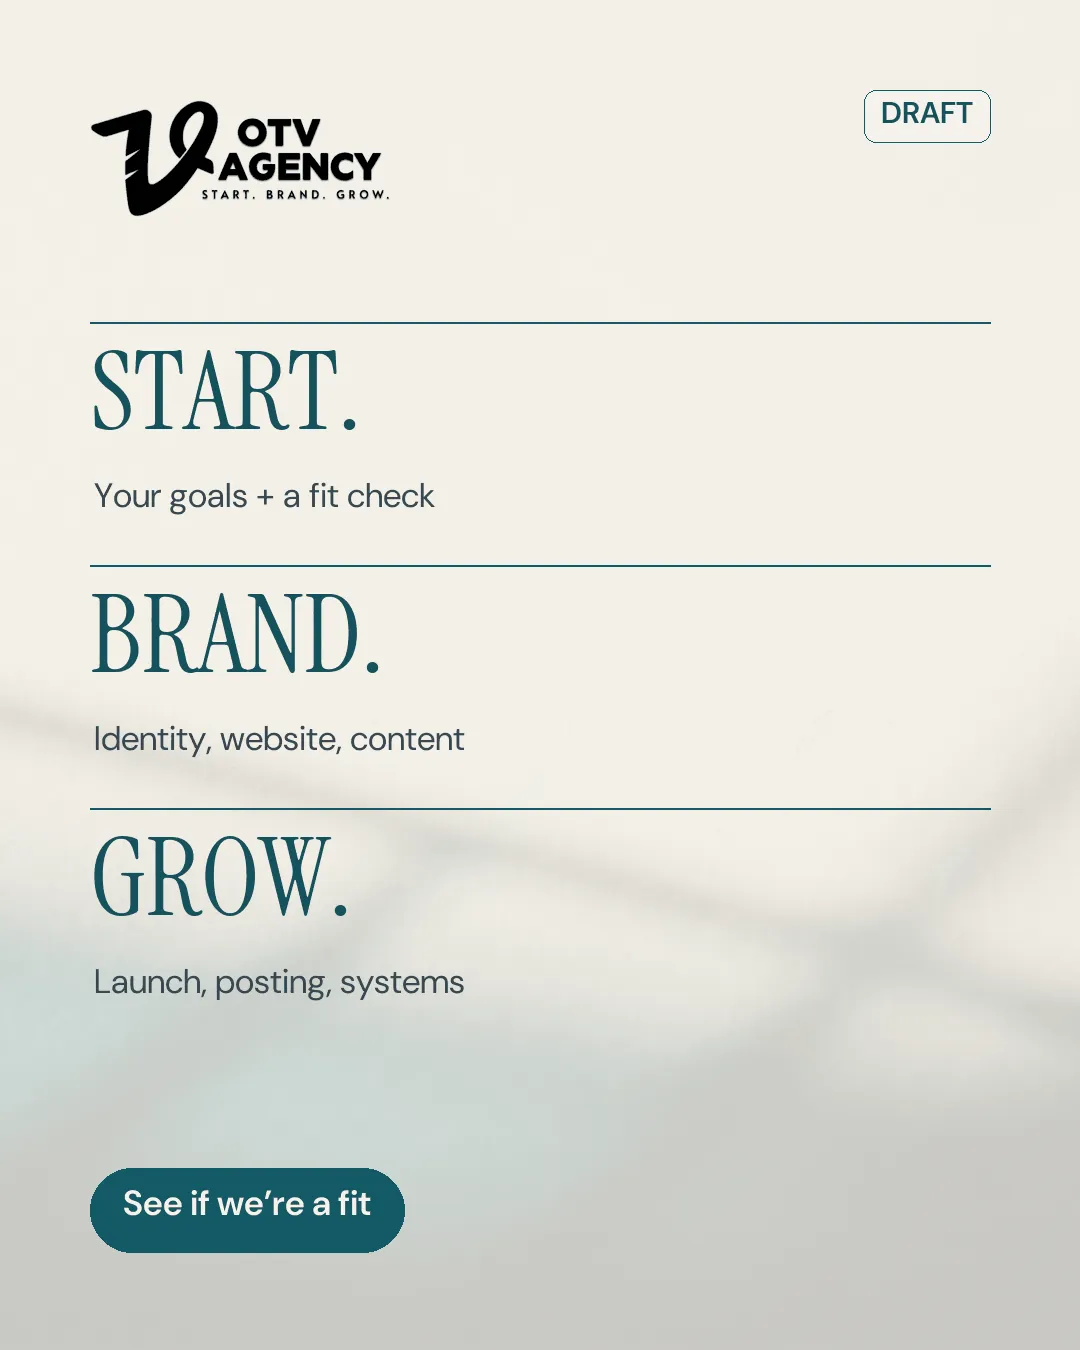 OTV
AGENCY
START. BRAND. GROW.
DRAFT
START.
Your goals + a fit check
BRAND.
Identity, website, content
GROW.
Launch, posting, systems
See if we’re a fit